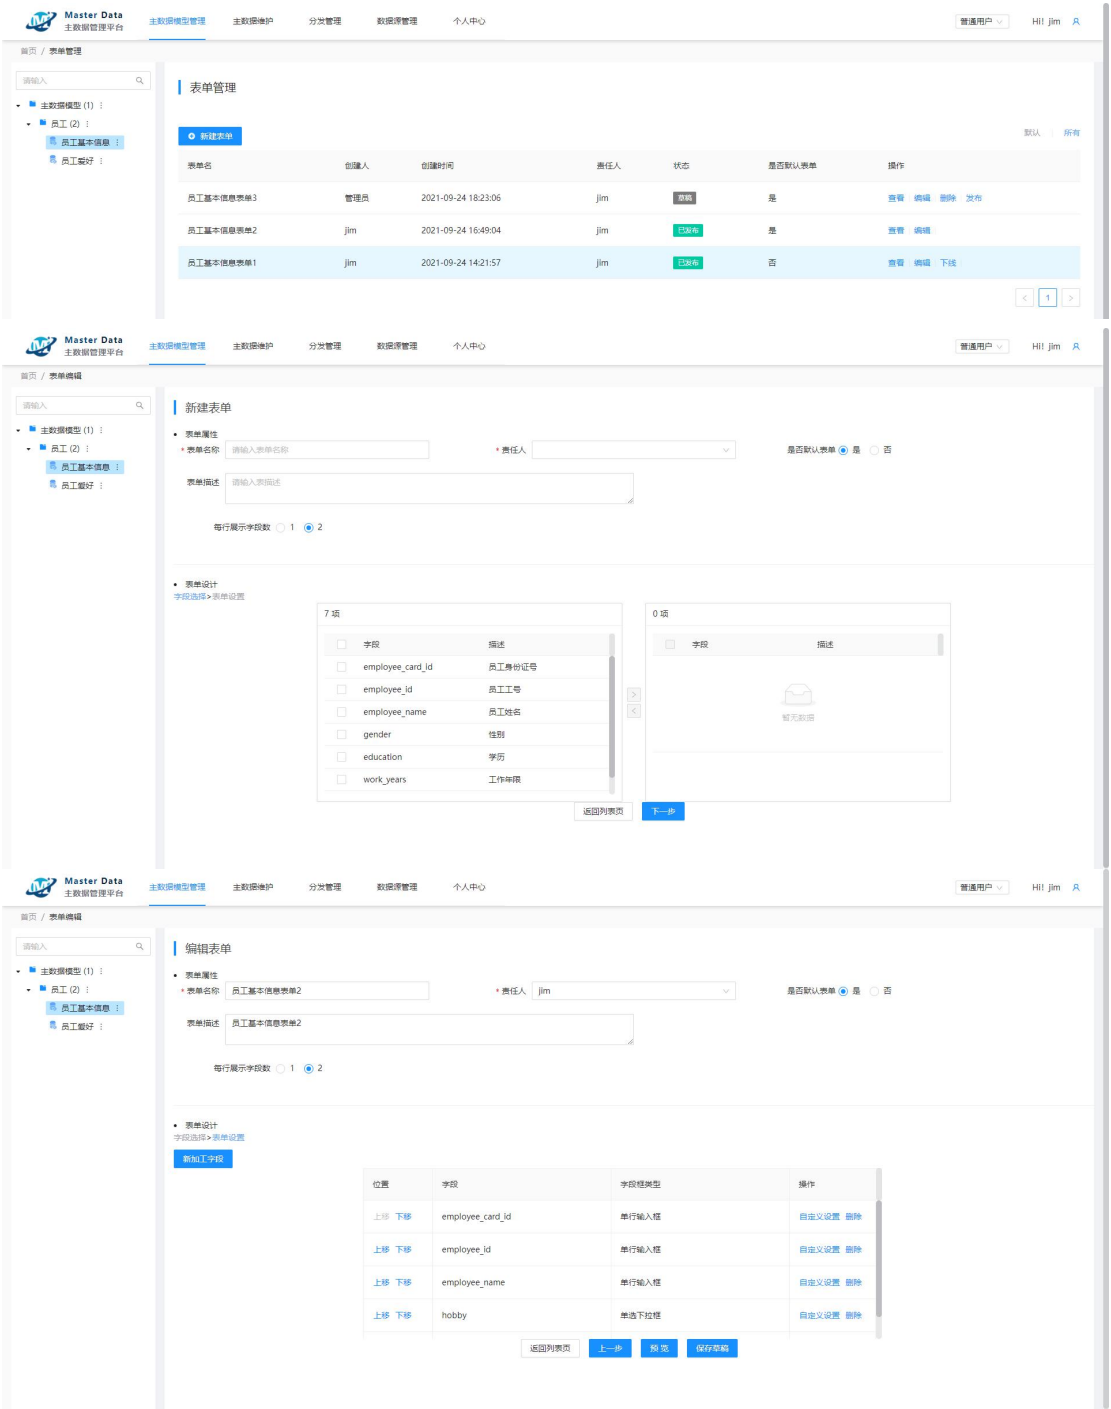 Master Data
主数据管理平台
主数据模型管理 主数据维护 分发管理 数据源管理 个人中心 普通用户 Hi! jim
首页 / 表单管理
请输入
主数据模型 (1)
员工 (2)
员工基本信息
员工爱好
表单管理
新建表单 默认 所有
表单名 创建人 创建时间 责任人 状态 是否默认表单 操作
员工基本信息表单3 管理员 2021-09-24 18:23:06 jim 草稿 是 查看 编辑 删除 发布
员工基本信息表单2 jim 2021-09-24 16:49:04 jim 已发布 是 查看 编辑
员工基本信息表单1 jim 2021-09-24 14:21:57 jim 已发布 否 查看 编辑 下线
< 1 >
Master Data
主数据管理平台
主数据模型管理 主数据维护 分发管理 数据源管理 个人中心 普通用户 Hi! jim
首页 / 表单编辑
请输入
主数据模型 (1)
员工 (2)
员工基本信息
员工爱好
新建表单
• 表单属性
* 表单名称 请输入表单名称 * 责任人 是否默认表单 是 否
表单描述 请输入表描述
每行展示字段数 1 2
• 表单设计
字段选择>表单设置
7 项
字段 描述
employee_card_id 员工身份证号
employee_id 员工工号
employee_name 员工姓名
gender 性别
education 学历
work_years 工作年限
> <
0 项
字段 描述
暂无数据
返回列表页 下一步
Master Data
主数据管理平台
主数据模型管理 主数据维护 分发管理 数据源管理 个人中心 普通用户 Hi! jim
首页 / 表单编辑
请输入
主数据模型 (1)
员工 (2)
员工基本信息
员工爱好
编辑表单
• 表单属性
* 表单名称 员工基本信息表单2 * 责任人 jim 是否默认表单 是 否
表单描述 员工基本信息表单2
每行展示字段数 1 2
• 表单设计
字段选择>表单设置
新加工字段
位置 字段 字段框类型 操作
上移 下移 employee_card_id 单行输入框 自定义设置 删除
上移 下移 employee_id 单行输入框 自定义设置 删除
上移 下移 employee_name 单行输入框 自定义设置 删除
上移 下移 hobby 单选下拉框 自定义设置 删除
返回列表页 上一步 预 览 保存草稿